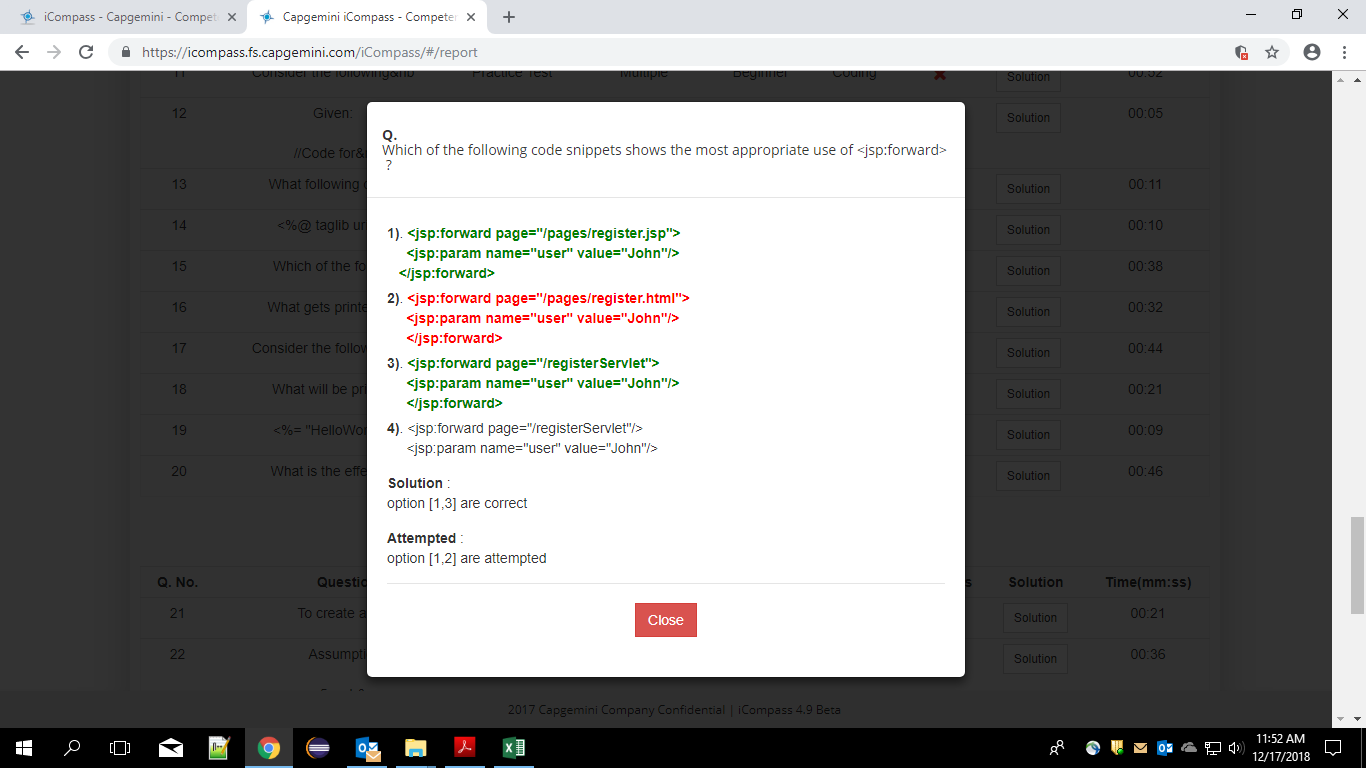 iCompass - Capgemini - Compet
Capgemini iCompass - Competen
https://icompass.fs.capgemini.com/iCompass/#/report
11 Consider the following&nb Practice Test Multiple Beginner Coding Solution 00:52
12 Given: Solution 00:05
//Code for&
13 What following Solution 00:11
14 <%@ taglib ur Solution 00:10
15 Which of the fo Solution 00:38
16 What gets printe Solution 00:32
17 Consider the follow Solution 00:44
18 What will be pri Solution 00:21
19 <%= "HelloWor Solution 00:09
20 What is the effe Solution 00:46
Q. No. Questio s Solution Time(mm:ss)
21 To create a Solution 00:21
22 Assumpti Solution 00:36
Q.
Which of the following code snippets shows the most appropriate use of <jsp:forward>
?
1). <jsp:forward page="/pages/register.jsp">
<jsp:param name="user" value="John"/>
</jsp:forward>
2). <jsp:forward page="/pages/register.html">
<jsp:param name="user" value="John"/>
</jsp:forward>
3). <jsp:forward page="/registerServlet">
<jsp:param name="user" value="John"/>
</jsp:forward>
4). <jsp:forward page="/registerServlet"/>
<jsp:param name="user" value="John"/>
Solution :
option [1,3] are correct
Attempted :
option [1,2] are attempted
Close
2017 Capgemini Company Confidential | iCompass 4.9 Beta
11:52 AM
12/17/2018